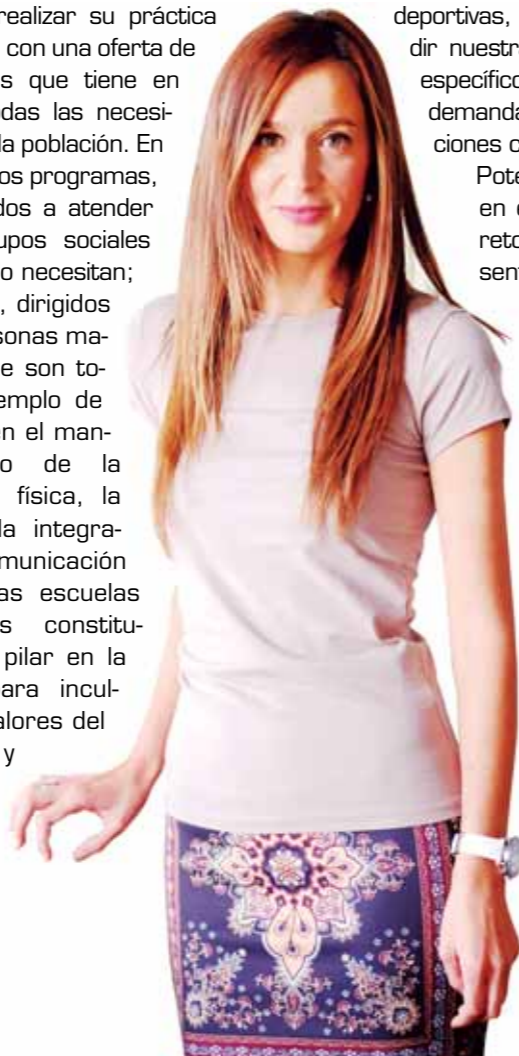 realizar su práctica
con una oferta de
s que tiene en
das las necesi-
la población. En
os programas,
dos a atender
upos sociales
o necesitan;
, dirigidos
sonas ma-
e son to-
emplo de
en el man-
o de la
física, la
la integra-
municación
as escuelas
s constitu-
pilar en la
ara incul-
alores del
y
deportivas,
dir nuestr
específico
demanda
ciones o
Pote
en
reto
sent